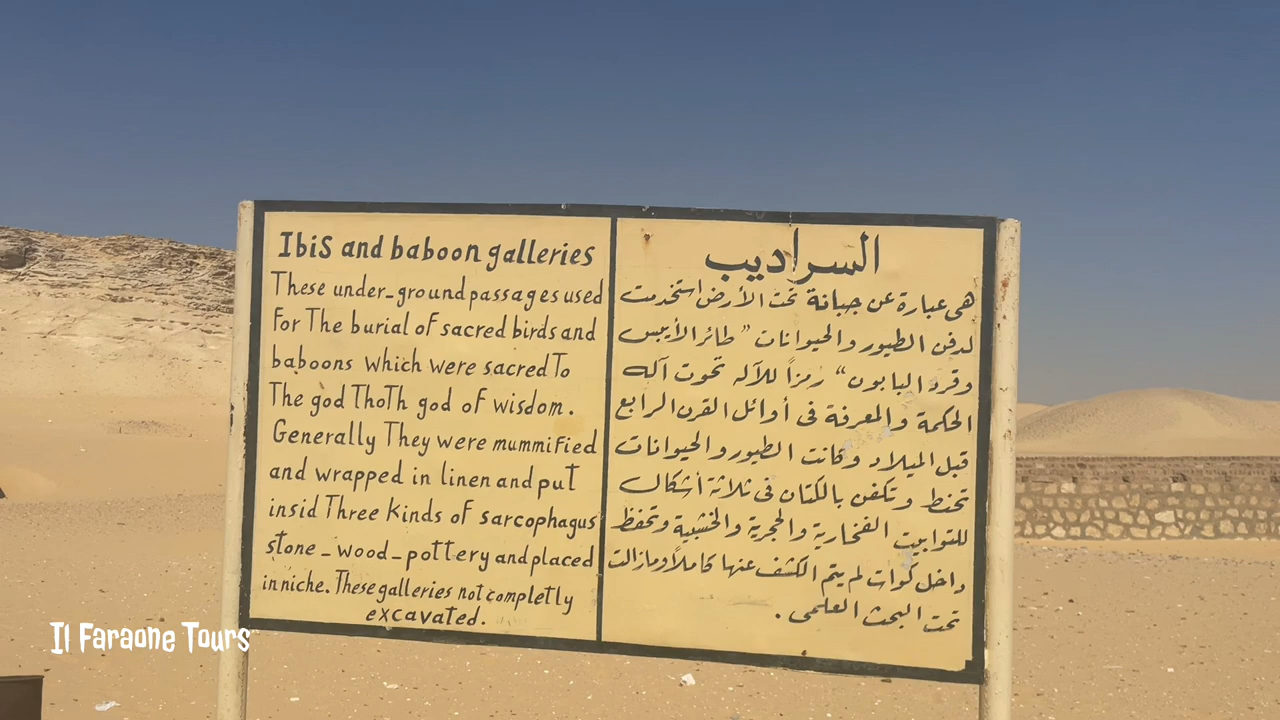 Ibis and baboon galleries
These under-ground passages used
For The burial of sacred birds and
baboons which were sacred To
The god ThoTh god of wisdom.
Generally They were mummified
and wrapped in linen and put
insid Three kinds of sarcophagus
stone - wood - pottery and placed
in niche. These galleries not completly
excavated.
السراديب
هى عبارة عن جبانة تحت الأرض استخدمت
لدفن الطيور والحيوانات " طائر الأيبس
وقرد البابون " رمزاً للآله تحوت آله
الحكمة والمعرفة فى أوائل القرن الرابع
قبل الميلاد وكانت الطيور والحيوانات
تحنط وتكفن بالكتان فى ثلاثة أشكال
للتوابيت الفخارية والحجرية والخشبية وتحفظ
داخل كوات لم يتم الكشف عنها كاملاً ومازالت
تحت البحث العلمى .
Il Faraone Tours